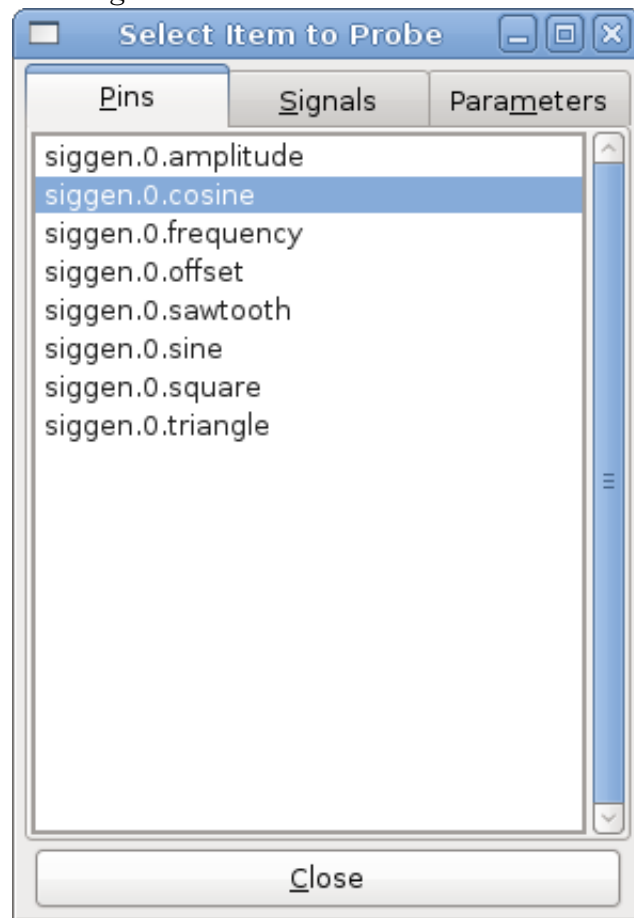 Select Item to Probe
Pins Signals Parameters
siggen.0.amplitude
siggen.0.cosine
siggen.0.frequency
siggen.0.offset
siggen.0.sawtooth
siggen.0.sine
siggen.0.square
siggen.0.triangle
Close